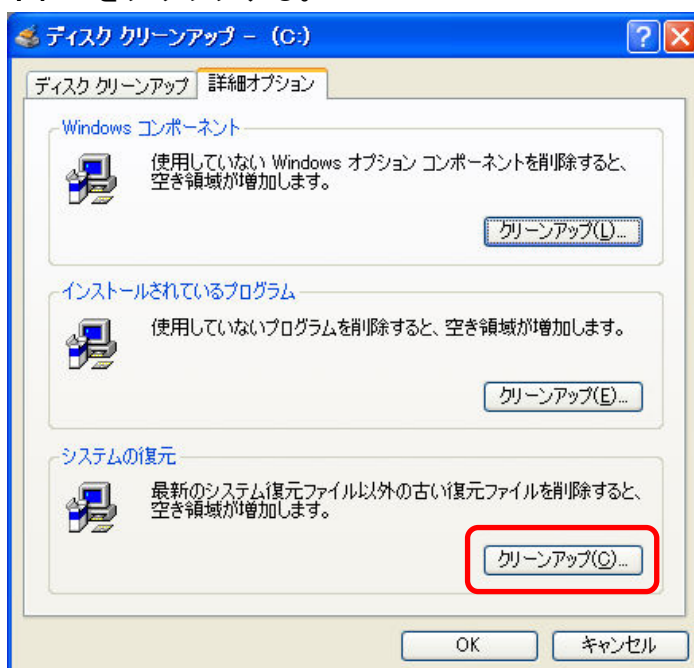 ディスク クリーンアップ - (C:)
ディスク クリーンアップ 詳細オプション
Windows コンポーネント
使用していない Windows オプション コンポーネントを削除すると、
空き領域が増加します。
クリーンアップ(L)...
インストールされているプログラム
使用していないプログラムを削除すると、空き領域が増加します。
クリーンアップ(E)...
システムの復元
最新のシステム復元ファイル以外の古い復元ファイルを削除すると、
空き領域が増加します。
クリーンアップ(C)...
OK キャンセル